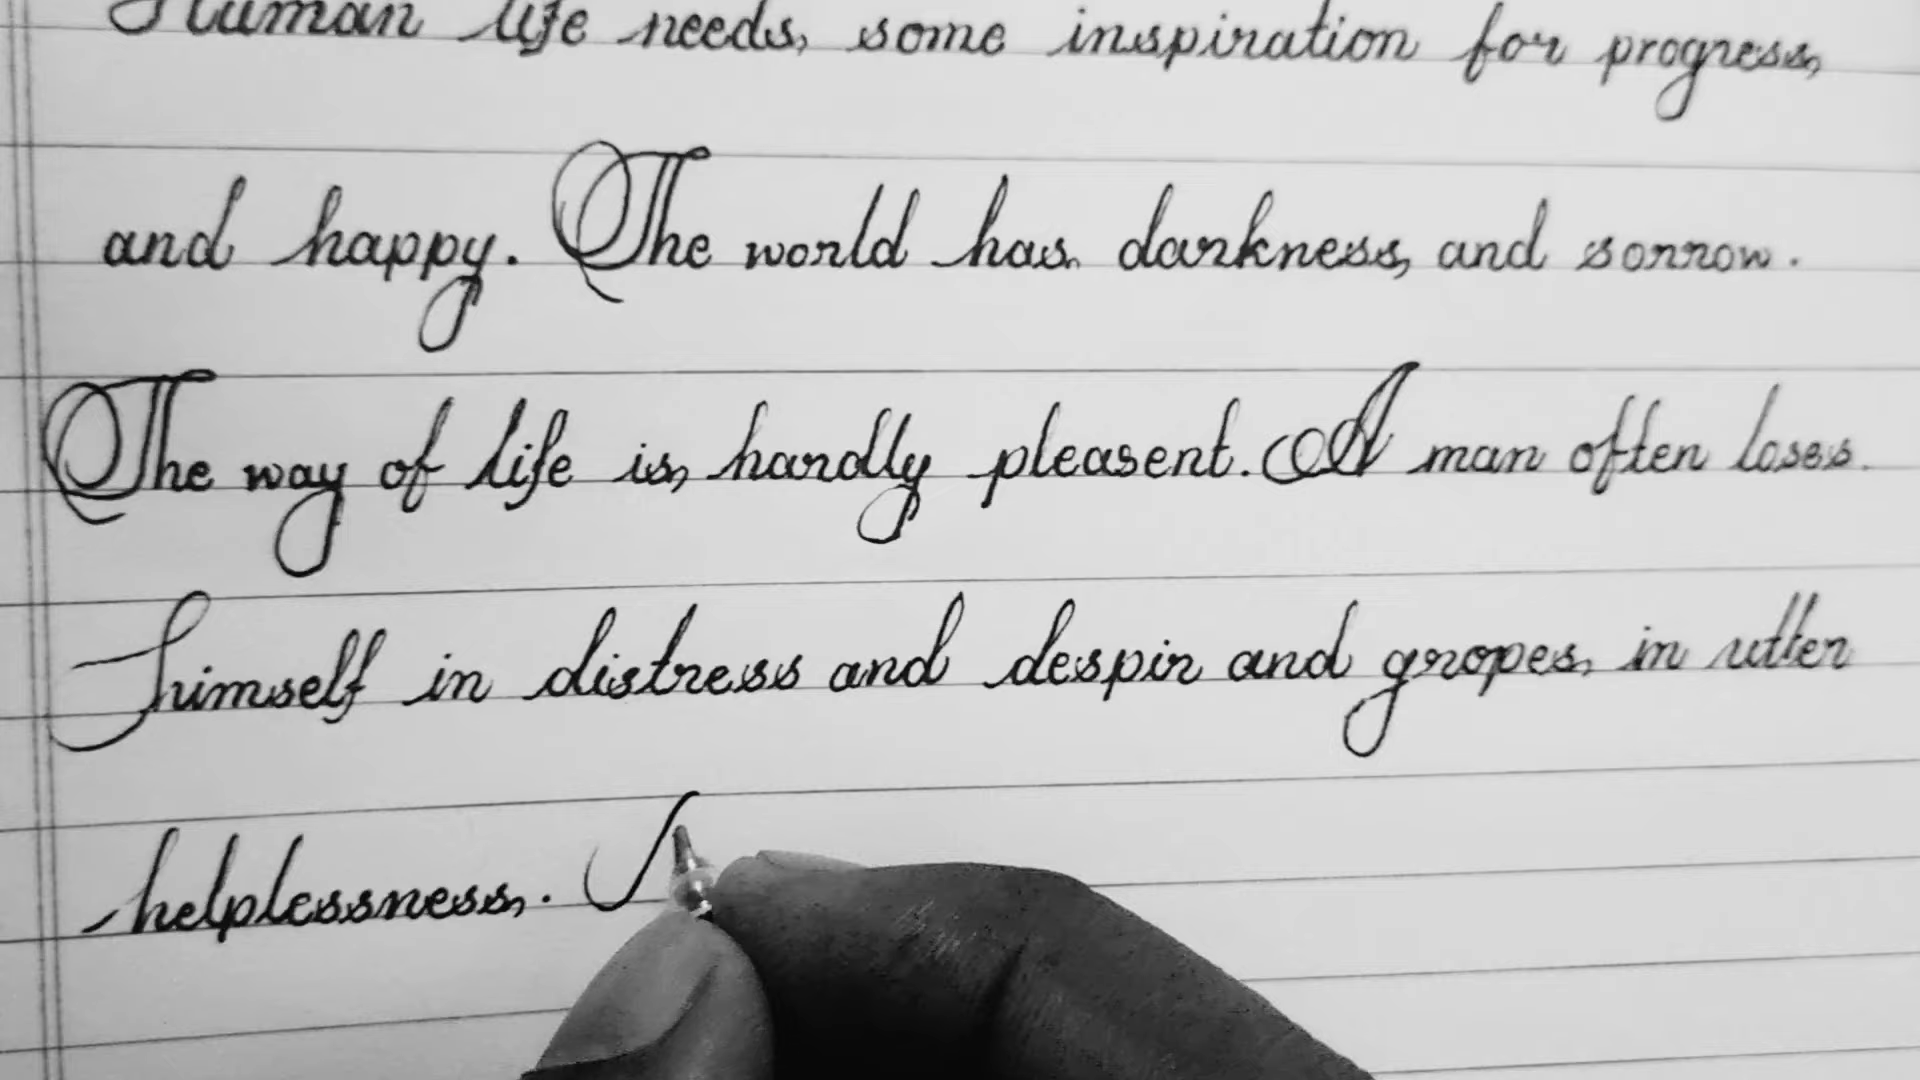 Human life needs some inspiration for progress
and happy. The world has darkness and sorrow.
The way of life is hardly pleasent. A man often loses
himself in distress and despir and gropes in utter
helplessness.